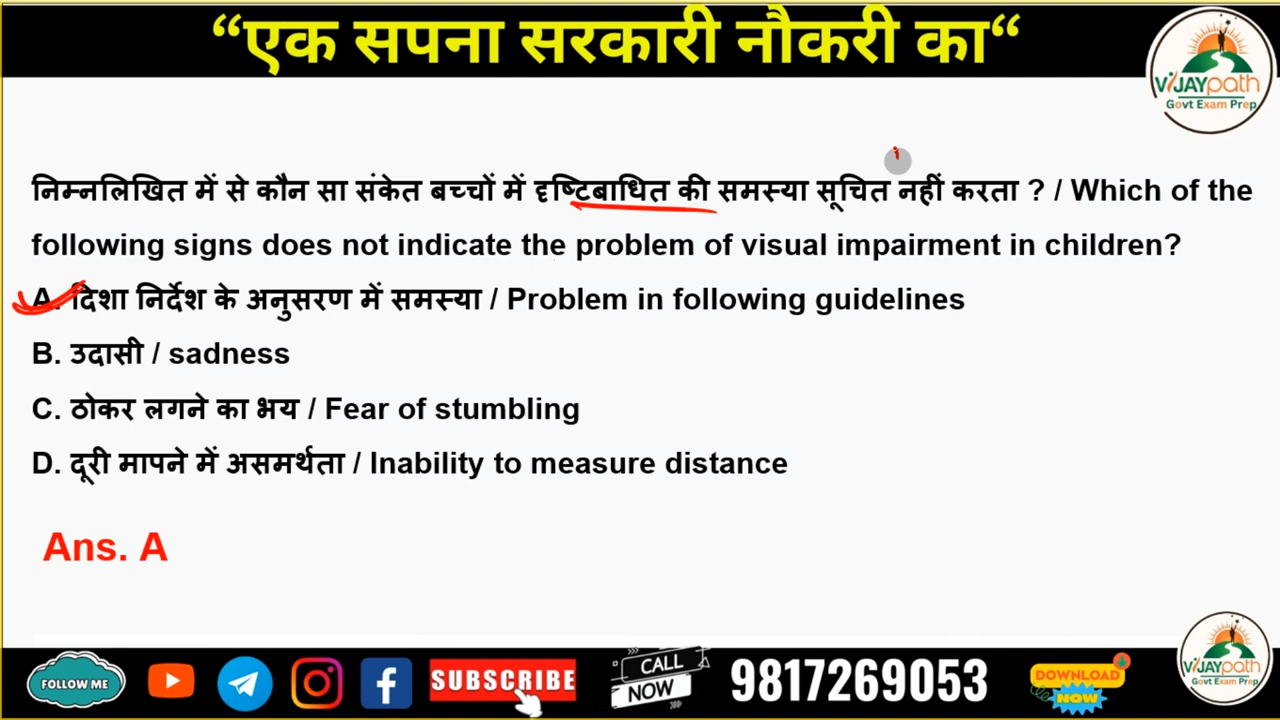 “एक सपना सरकारी नौकरी का“
VIJAYpath
Govt Exam Prep
निम्नलिखित में से कौन सा संकेत बच्चों में दृष्टिबाधित की समस्या सूचित नहीं करता ? / Which of the
following signs does not indicate the problem of visual impairment in children?
A. दिशा निर्देश के अनुसरण में समस्या / Problem in following guidelines
B. उदासी / sadness
C. ठोकर लगने का भय / Fear of stumbling
D. दूरी मापने में असमर्थता / Inability to measure distance
Ans. A
FOLLOW ME
SUBSCRIBE
CALL
NOW
9817269053
DOWNLOAD
NOW
VIJAYpath
Govt Exam Prep